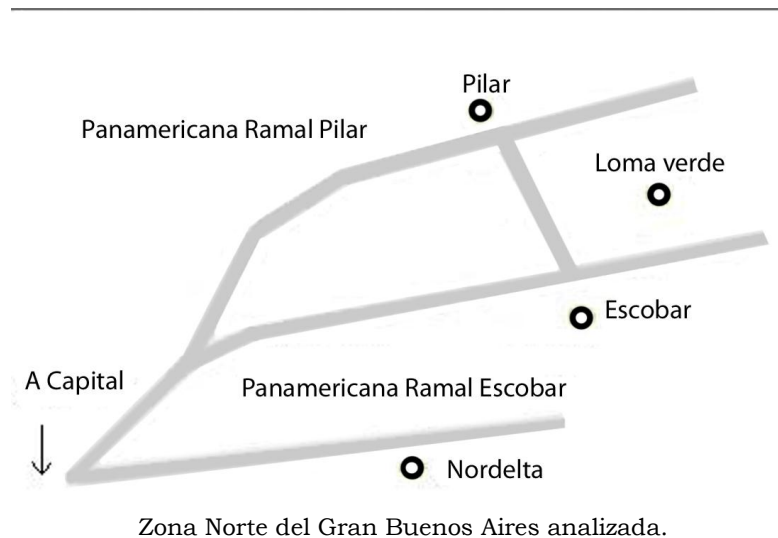 Pilar
Panamericana Ramal Pilar
Loma verde
Escobar
A Capital
Panamericana Ramal Escobar
Nordelta
Zona Norte del Gran Buenos Aires analizada.